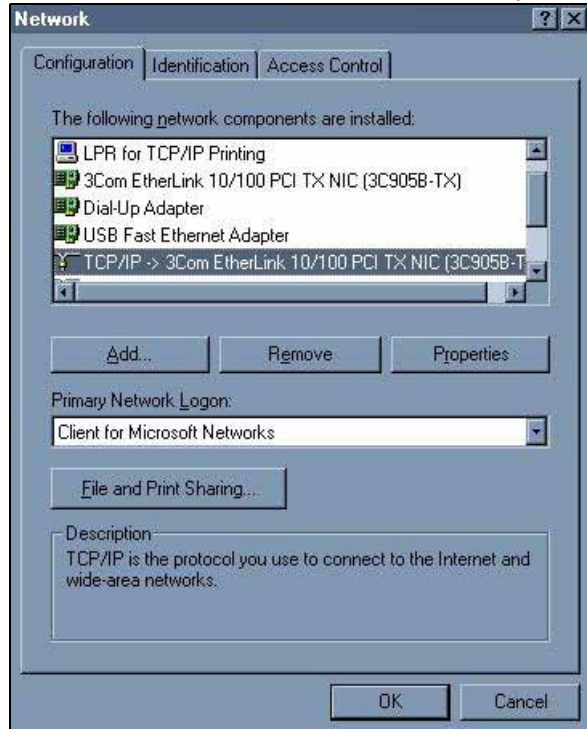 Network
Configuration Identification Access Control
The following network components are installed:
LPR for TCP/IP Printing
3Com EtherLink 10/100 PCI TX NIC (3C905B-TX)
Dial-Up Adapter
USB Fast Ethernet Adapter
TCP/IP -> 3Com EtherLink 10/100 PCI TX NIC (3C905B-T
Add... Remove Properties
Primary Network Logon:
Client for Microsoft Networks
File and Print Sharing...
Description
TCP/IP is the protocol you use to connect to the Internet and
wide-area networks.
OK Cancel